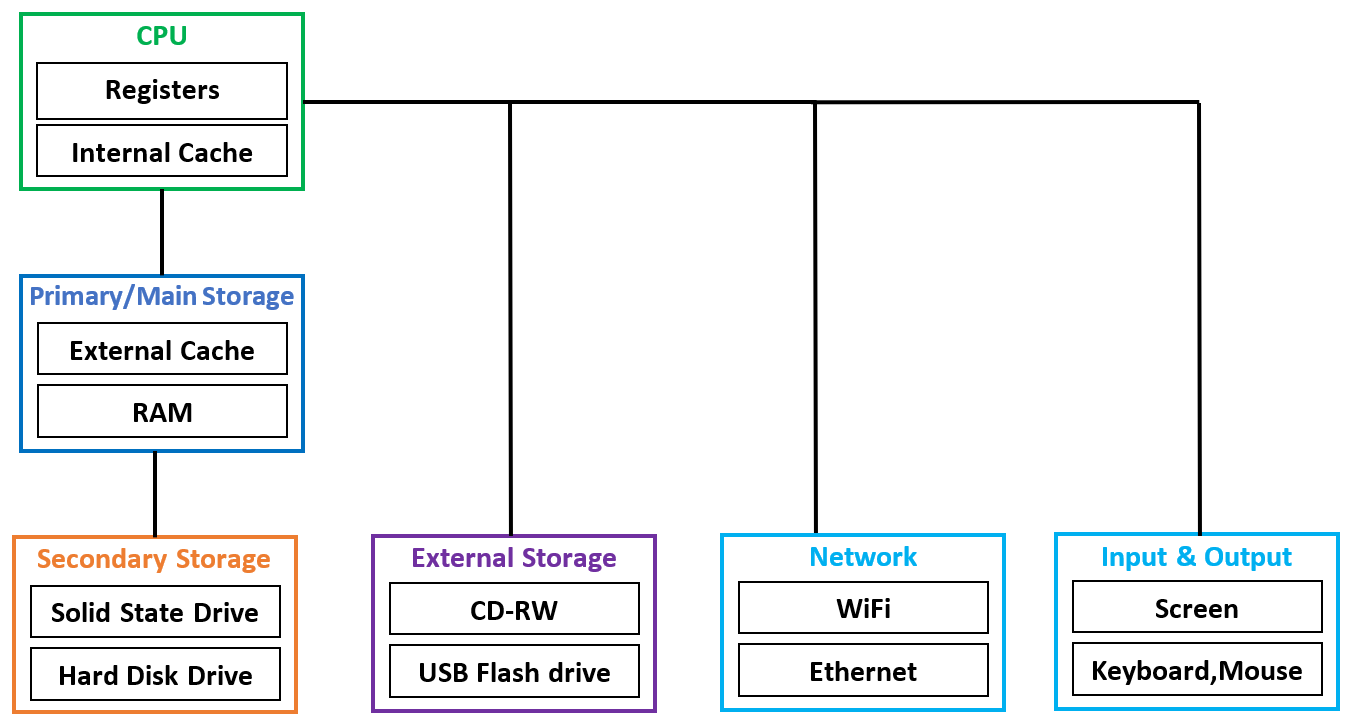 CPU
Registers
Internal Cache
Primary/Main Storage
External Cache
RAM
Secondary Storage
Solid State Drive
Hard Disk Drive
External Storage
CD-RW
USB Flash drive
Network
WiFi
Ethernet
Input & Output
Screen
Keyboard,Mouse